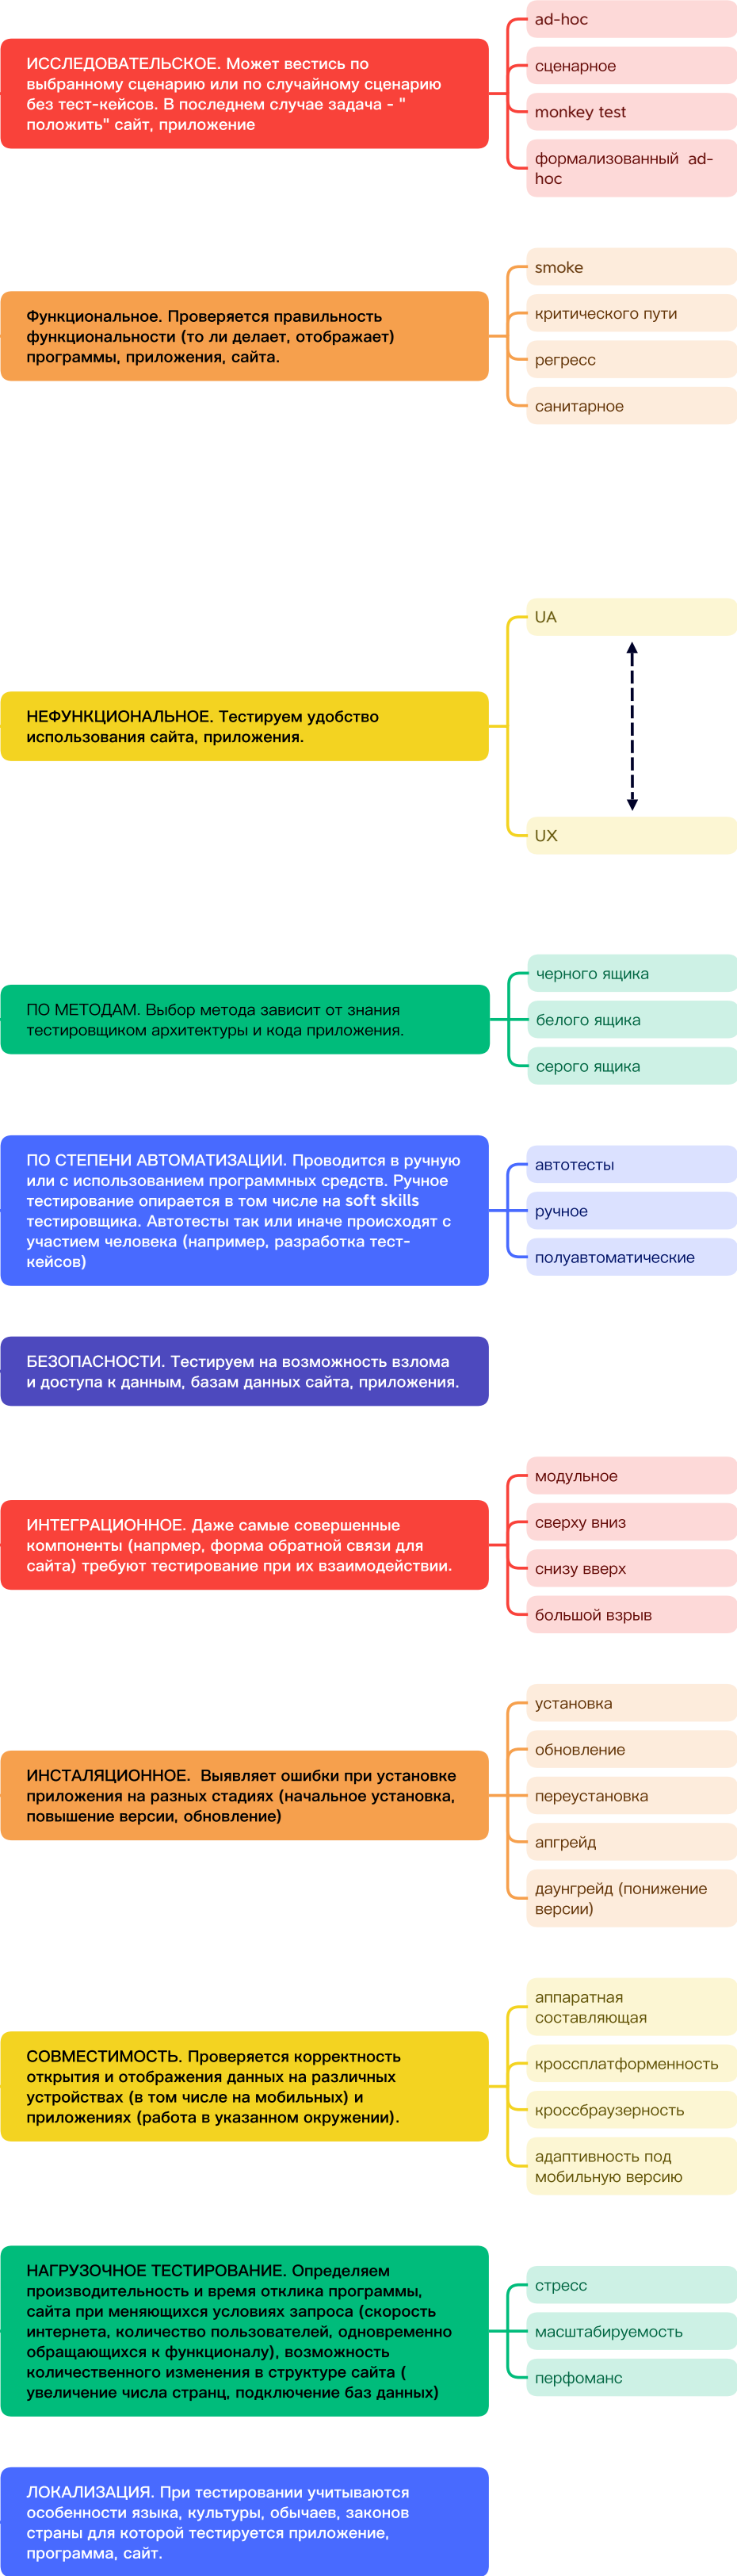 ИССЛЕДОВАТЕЛЬСКОЕ. Может вестись по
выбранному сценарию или по случайному сценарию
без тест-кейсов. В последнем случае задача - "
положить" сайт, приложение
ad-hoc
сценарное
monkey test
формализованный  ad-
hoc
Функциональное. Проверяется правильность
функциональности (то ли делает, отображает)
программы, приложения, сайта.
smoke
критического пути
регресс
санитарное
НЕФУНКЦИОНАЛЬНОЕ. Тестируем удобство
использования сайта, приложения.
UA
UX
ПО МЕТОДАМ. Выбор метода зависит от знания
тестировщиком архитектуры и кода приложения.
черного ящика
белого ящика
серого ящика
ПО СТЕПЕНИ АВТОМАТИЗАЦИИ. Проводится в ручную
или с использованием программных средств. Ручное
тестирование опирается в том числе на soft skills
тестировщика. Автотесты так или иначе происходят с
участием человека (например, разработка тест-
кейсов)
автотесты
ручное
полуавтоматические
БЕЗОПАСНОСТИ. Тестируем на возможность взлома
и доступа к данным, базам данных сайта, приложения.
ИНТЕГРАЦИОННОЕ. Даже самые совершенные
компоненты (напрмер, форма обратной связи для
сайта) требуют тестирование при их взаимодействии.
модульное
сверху вниз
снизу вверх
большой взрыв
ИНСТАЛЯЦИОННОЕ.  Выявляет ошибки при установке
приложения на разных стадиях (начальное установка,
повышение версии, обновление)
установка
обновление
переустановка
апгрейд
даунгрейд (понижение
версии)
СОВМЕСТИМОСТЬ. Проверяется корректность
открытия и отображения данных на различных
устройствах (в том числе на мобильных) и
приложениях (работа в указанном окружении).
аппаратная
составляющая
кроссплатформенность
кроссбраузерность
адаптивность под
мобильную версию
НАГРУЗОЧНОЕ ТЕСТИРОВАНИЕ. Определяем
производительность и время отклика программы,
сайта при меняющихся условиях запроса (скорость
интернета, количество пользователей, одновременно
обращающихся к функционалу), возможность
количественного изменения в структуре сайта (
увеличение числа странц, подключение баз данных)
стресс
масштабируемость
перфоманс
ЛОКАЛИЗАЦИЯ. При тестировании учитываются
особенности языка, культуры, обычаев, законов
страны для которой тестируется приложение,
программа, сайт.